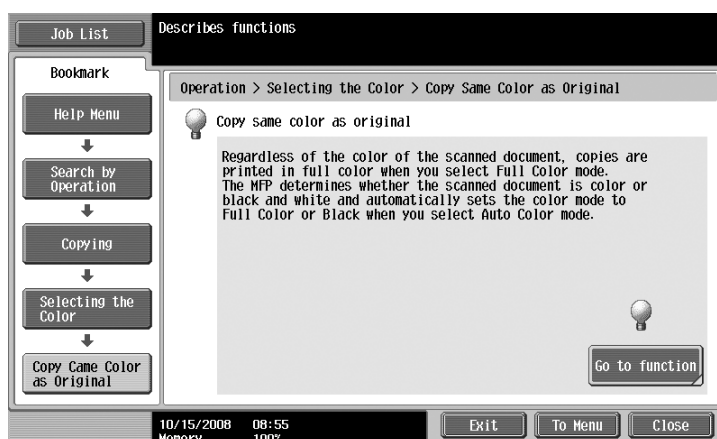 Job List
Describes functions
Bookmark
Operation > Selecting the Color > Copy Same Color as Original
Help Menu
Copy same color as original
Search by
Operation
Regardless of the color of the scanned document, copies are
printed in full color when you select Full Color mode.
The MFP determines whether the scanned document is color or
black and white and automatically sets the color mode to
Full Color or Black when you select Auto Color mode.
Copying
Selecting the
Color
Copy Came Color
as Original
Go to function
10/15/2008 08:55
Memory 100%
Exit
To Menu
Close